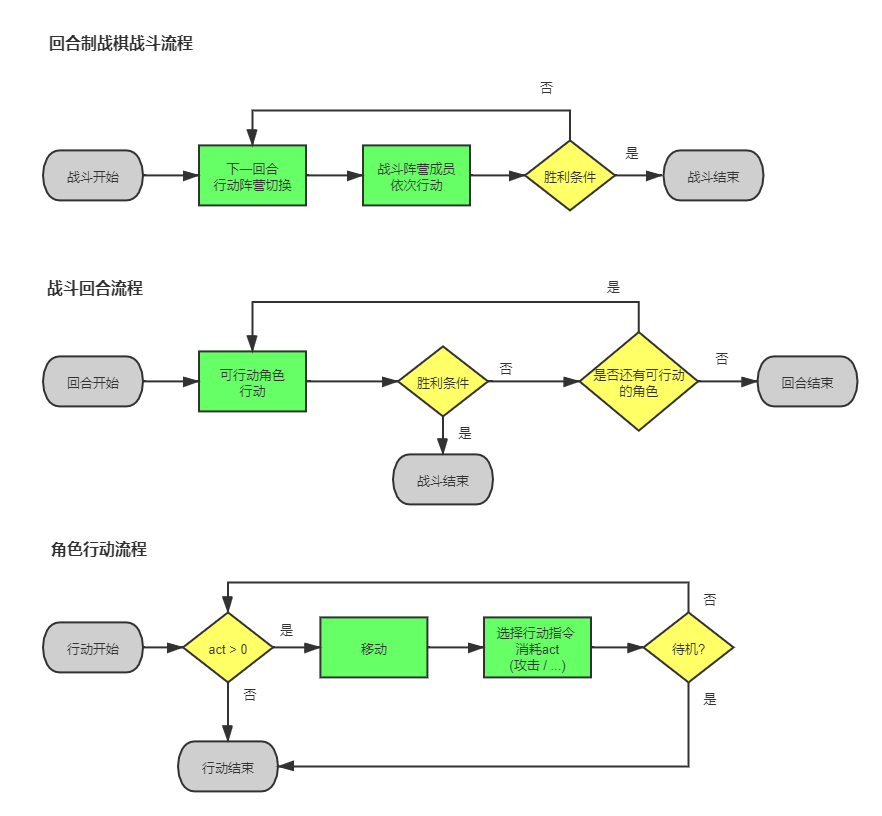 回合制战棋战斗流程
否
战斗开始
下一回合
行动阵营切换
战斗阵营成员
依次行动
胜利条件
是
战斗结束
战斗回合流程
是
回合开始
可行动角色
行动
胜利条件
否
是否还有可行动
的角色
否
回合结束
是
战斗结束
角色行动流程
行动开始
act > 0
是
移动
选择行动指令
消耗act
(攻击 / ...)
待机?
否
否
是
行动结束